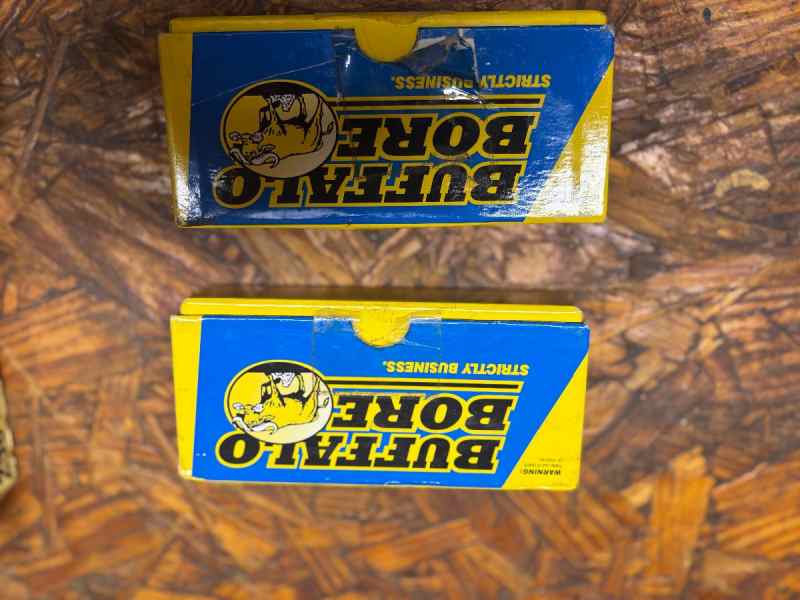 BUFFALO
BORE
STRICTLY BUSINESS.
BUFFALO
BORE
STRICTLY BUSINESS.
WARNING: